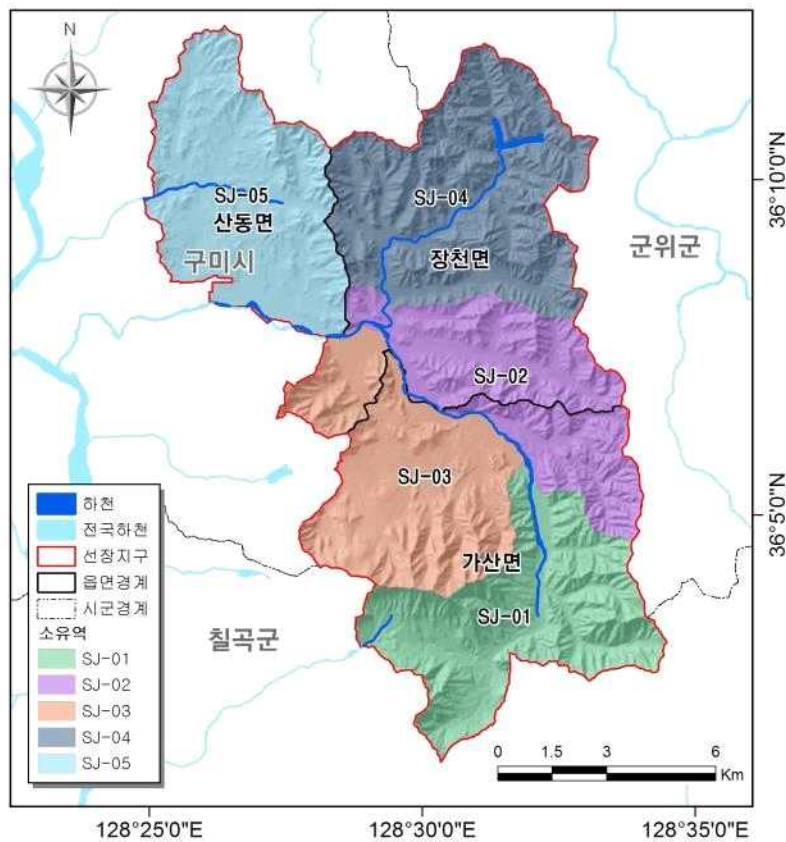 N
SJ-05
산동면
구미시
SJ-04
장천면
군위군
SJ-02
SJ-03
가산면
SJ-01
칠곡군
하천
전국하천
선장지구
읍면경계
시군경계
소유역
SJ-01
SJ-02
SJ-03
SJ-04
SJ-05
0 1.5 3 6
Km
36°10'0"N
36°5'0"N
128°25'0"E 128°30'0"E 128°35'0"E